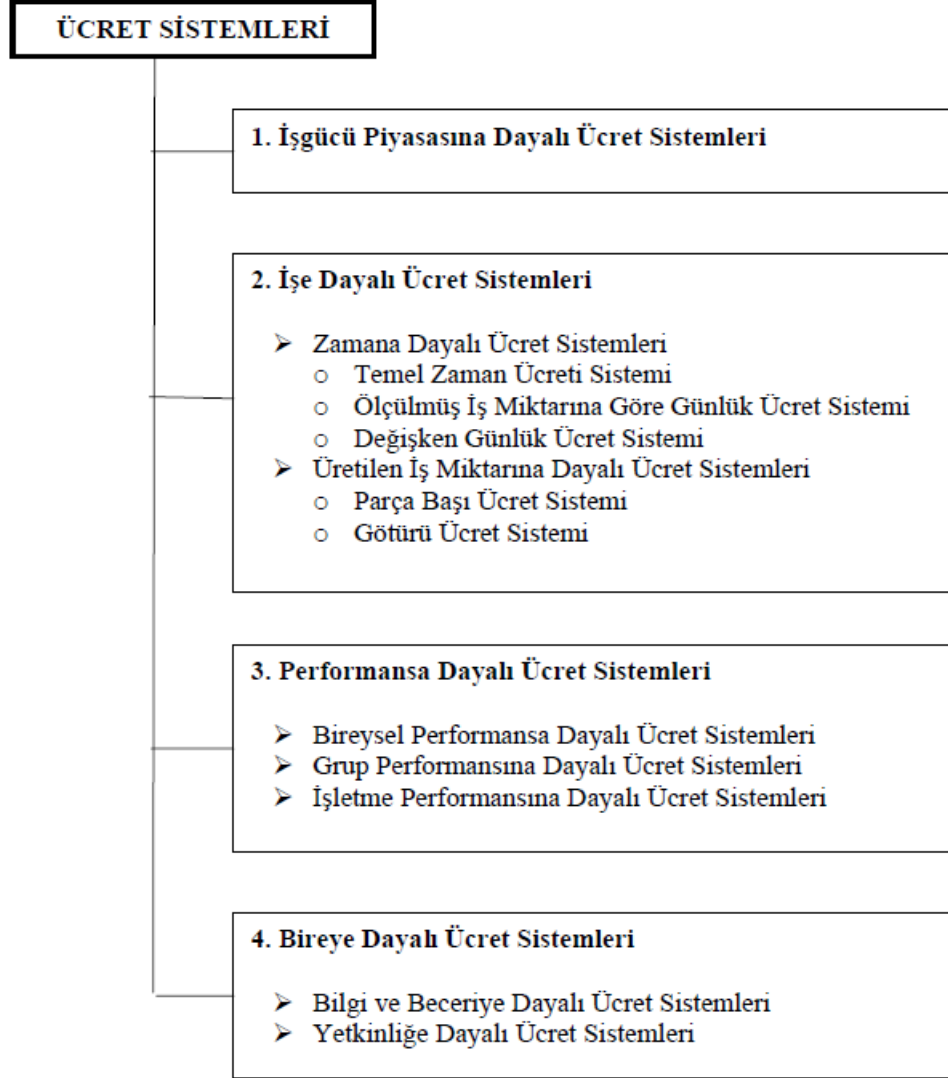 ÜCRET SİSTEMLERİ
1. İşgücü Piyasasına Dayalı Ücret Sistemleri
2. İşe Dayalı Ücret Sistemleri
➢ Zamana Dayalı Ücret Sistemleri
o Temel Zaman Ücreti Sistemi
o Ölçülmüş İş Miktarına Göre Günlük Ücret Sistemi
o Değişken Günlük Ücret Sistemi
➢ Üretilen İş Miktarına Dayalı Ücret Sistemleri
o Parça Başı Ücret Sistemi
o Götürü Ücret Sistemi
3. Performansa Dayalı Ücret Sistemleri
➢ Bireysel Performansa Dayalı Ücret Sistemleri
➢ Grup Performansına Dayalı Ücret Sistemleri
➢ İşletme Performansına Dayalı Ücret Sistemleri
4. Bireye Dayalı Ücret Sistemleri
➢ Bilgi ve Beceriye Dayalı Ücret Sistemleri
➢ Yetkinliğe Dayalı Ücret Sistemleri